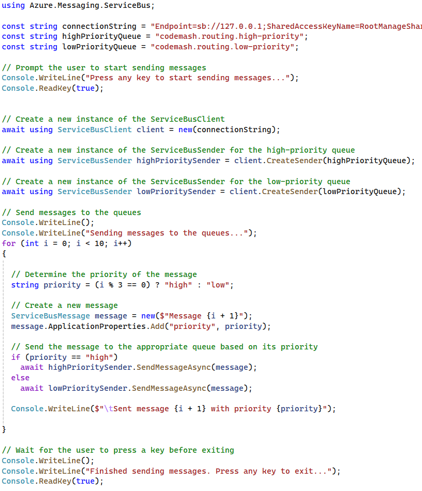 using Azure.Messaging.ServiceBus;
const string connectionString = "Endpoint=sb://127.0.0.1;SharedAccessKeyName=RootManageShar
const string highPriorityQueue = "codemash.routing.high-priority";
const string lowPriorityQueue = "codemash.routing.low-priority";
// Prompt the user to start sending messages
Console.WriteLine("Press any key to start sending messages...");
Console.ReadKey(true);
// Create a new instance of the ServiceBusClient
await using ServiceBusClient client = new(connectionString);
// Create a new instance of the ServiceBusSender for the high-priority queue
await using ServiceBusSender highPrioritySender = client.CreateSender(highPriorityQueue);
// Create a new instance of the ServiceBusSender for the low-priority queue
await using ServiceBusSender lowPrioritySender = client.CreateSender(lowPriorityQueue);
// Send messages to the queues
Console.WriteLine();
Console.WriteLine("Sending messages to the queues...");
for (int i = 0; i < 10; i++)
{
// Determine the priority of the message
string priority = (i % 3 == 0) ? "high" : "low";
// Create a new message
ServiceBusMessage message = new($"Message {i + 1}");
message.ApplicationProperties.Add("priority", priority);
// Send the message to the appropriate queue based on its priority
if (priority == "high")
await highPrioritySender.SendMessageAsync(message);
else
await lowPrioritySender.SendMessageAsync(message);
Console.WriteLine($"\tSent message {i + 1} with priority {priority}");
}
// Wait for the user to press a key before exiting
Console.WriteLine();
Console.WriteLine("Finished sending messages. Press any key to exit...");
Console.ReadKey(true);